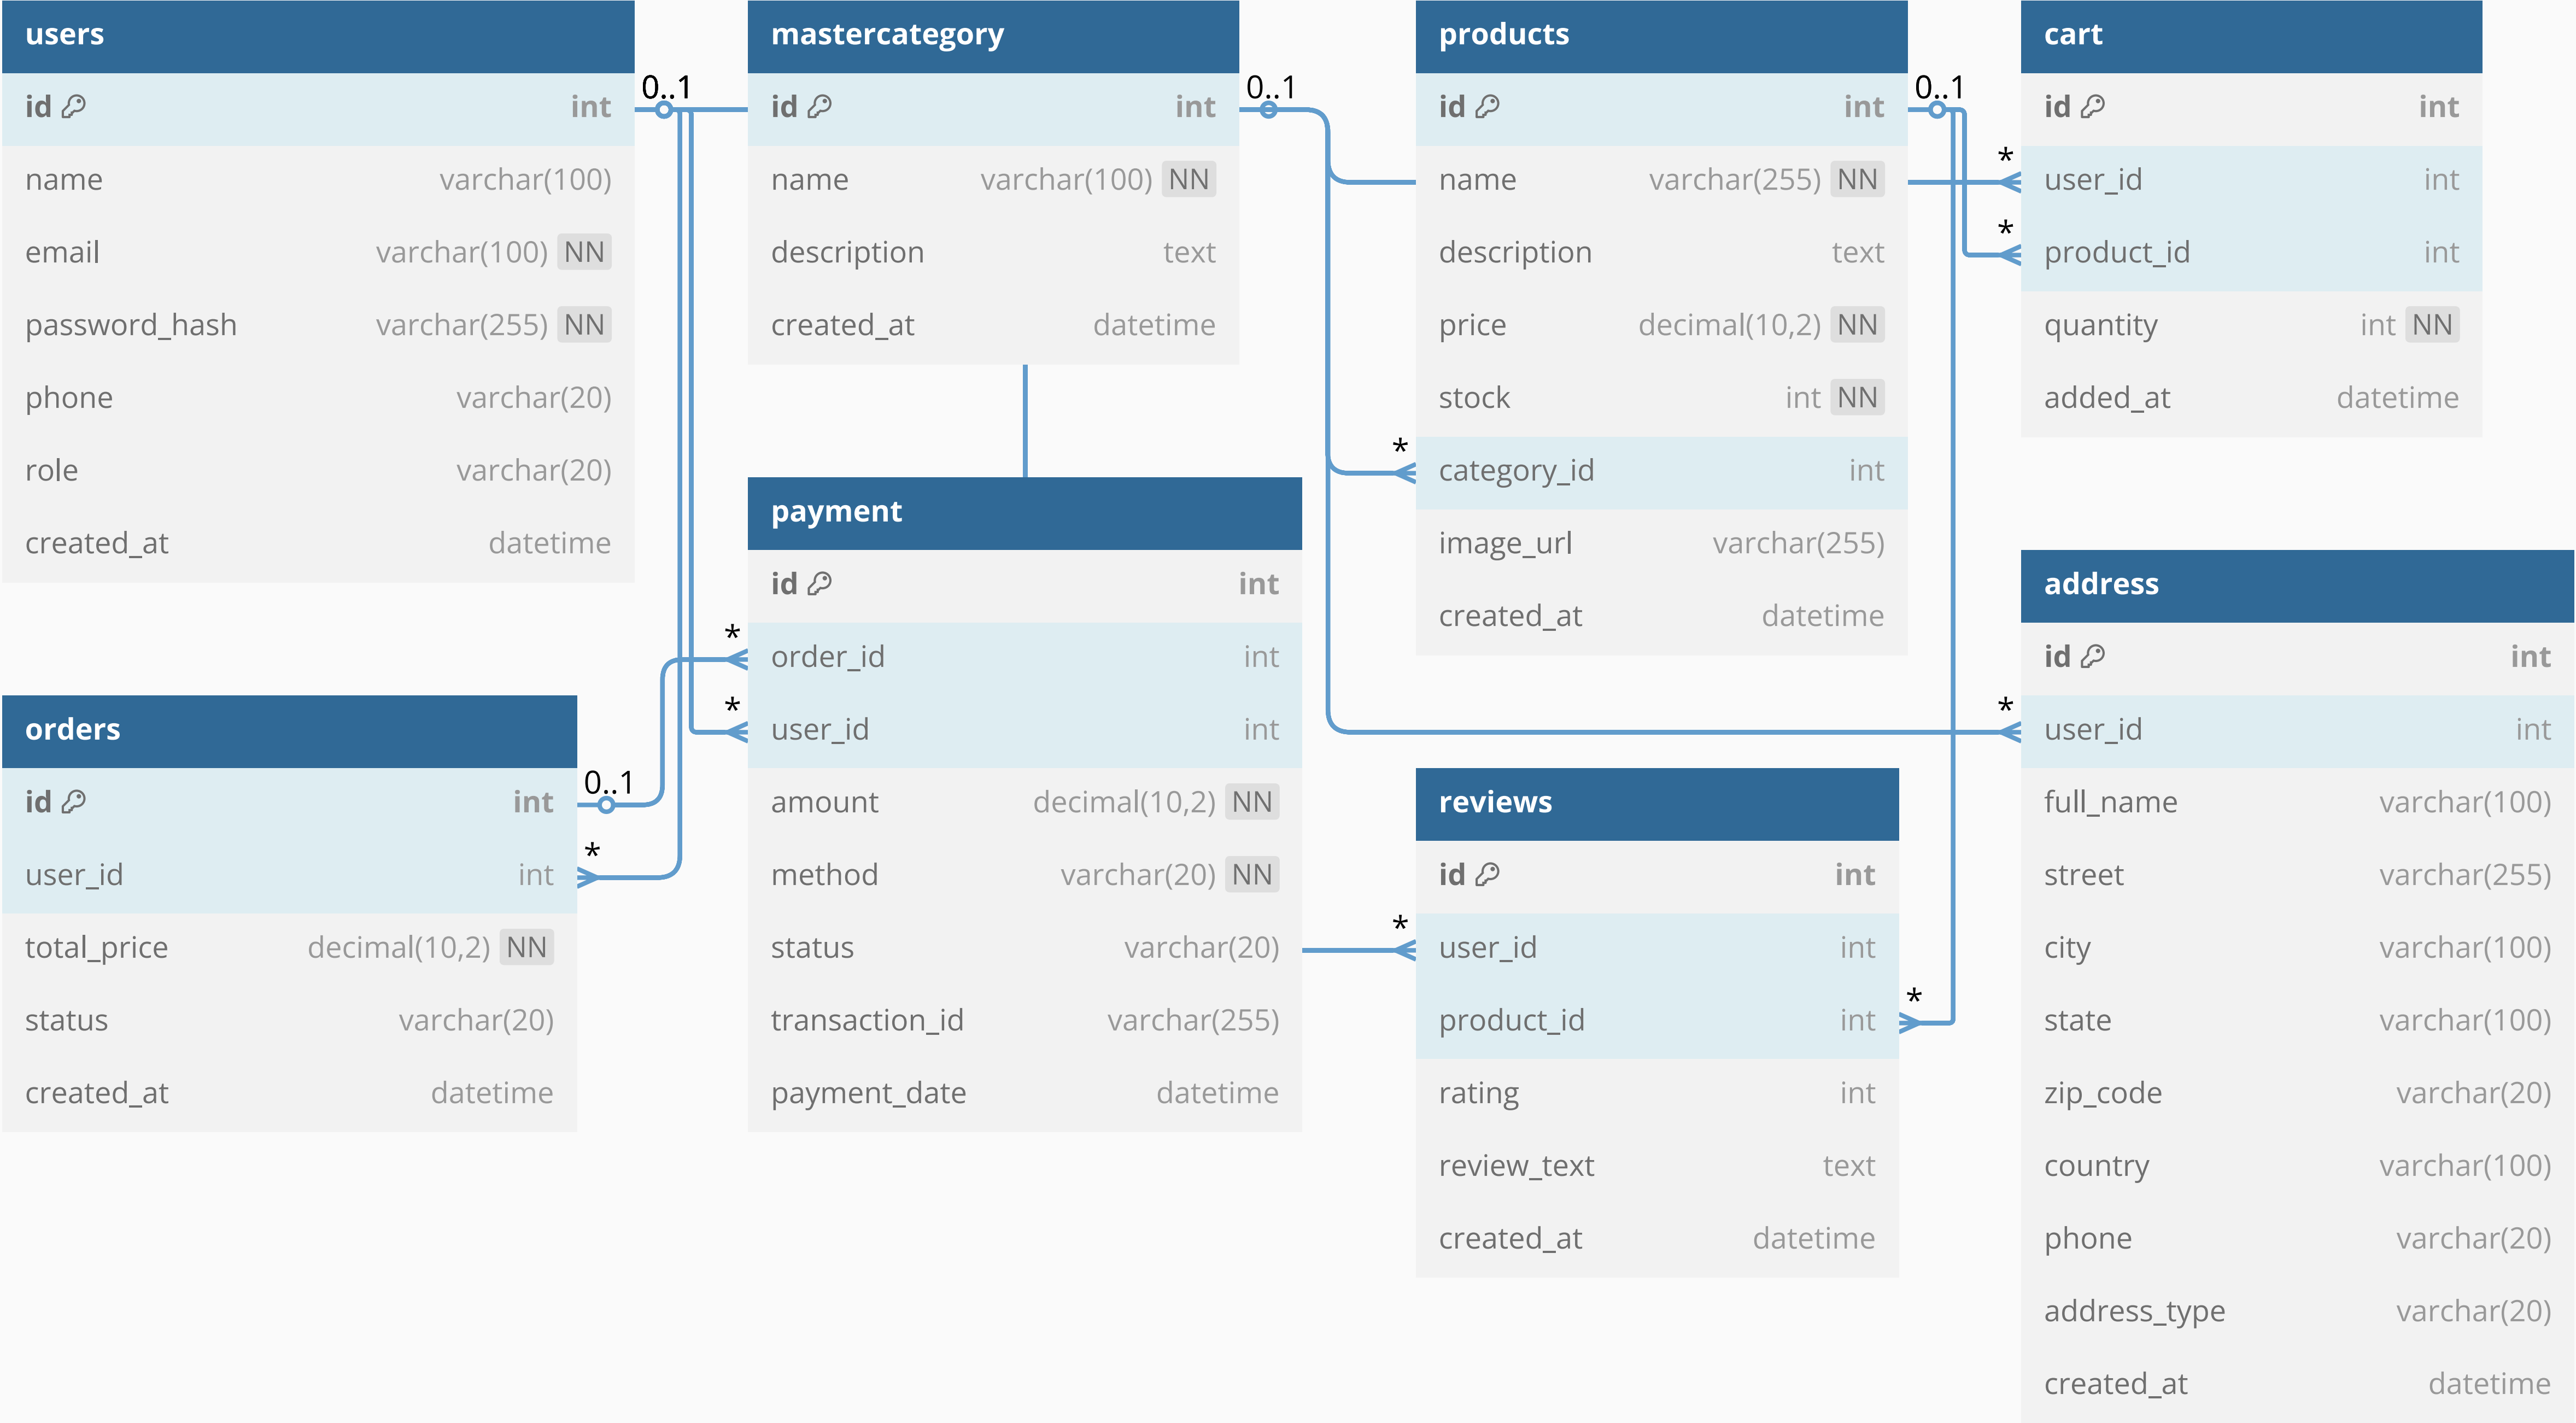 users
id int
name varchar(100)
email varchar(100) NN
password_hash varchar(255) NN
phone varchar(20)
role varchar(20)
created_at datetime
0..1
mastercategory
id int
name varchar(100) NN
description text
created_at datetime
0..1
products
id int
name varchar(255) NN
description text
price decimal(10,2) NN
stock int NN
* category_id int
image_url varchar(255)
created_at datetime
0..1
cart
id int
* user_id int
* product_id int
quantity int NN
added_at datetime
orders
id int
0..1
user_id int *
total_price decimal(10,2) NN
status varchar(20)
created_at datetime
payment
id int
* order_id int
* user_id int
amount decimal(10,2) NN
method varchar(20) NN
status varchar(20)
transaction_id varchar(255)
payment_date datetime
reviews
id int
* user_id int
product_id int *
rating int
review_text text
created_at datetime
address
id int
* user_id int
full_name varchar(100)
street varchar(255)
city varchar(100)
state varchar(100)
zip_code varchar(20)
country varchar(100)
phone varchar(20)
address_type varchar(20)
created_at datetime